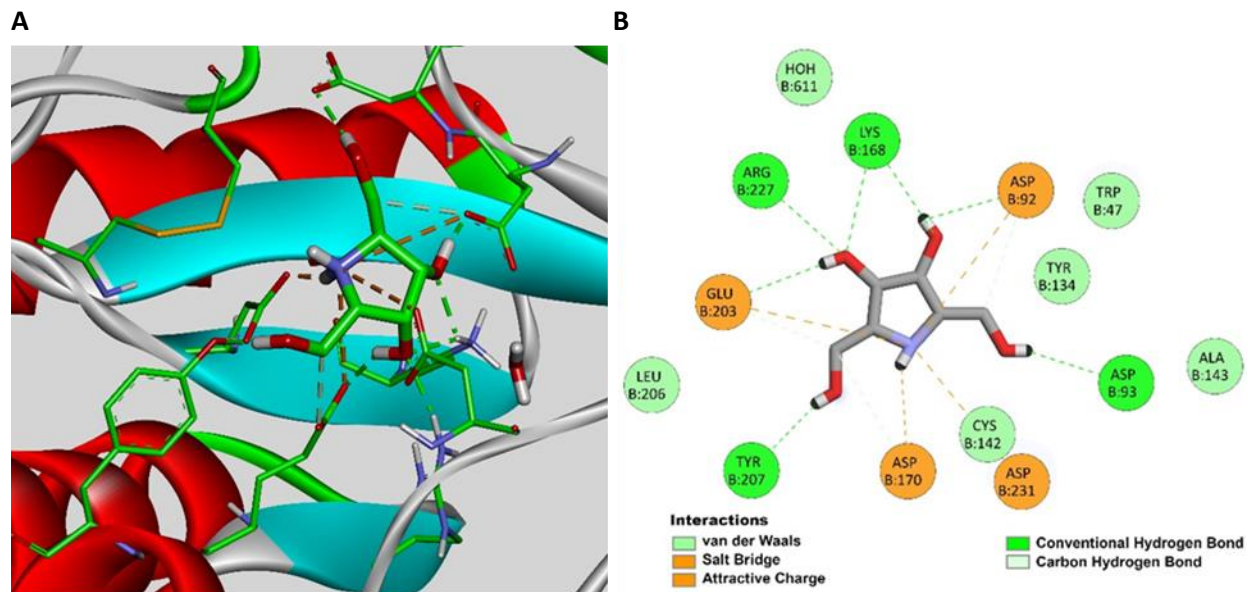 A
B
HOH
B:611
LYS
B:168
ARG
B:227
ASP
B:92
TRP
B:47
TYR
B:134
GLU
B:203
LEU
B:206
ALA
B:143
ASP
B:93
CYS
B:142
TYR
B:207
ASP
B:170
ASP
B:231
Interactions
van der Waals
Salt Bridge
Attractive Charge
Conventional Hydrogen Bond
Carbon Hydrogen Bond